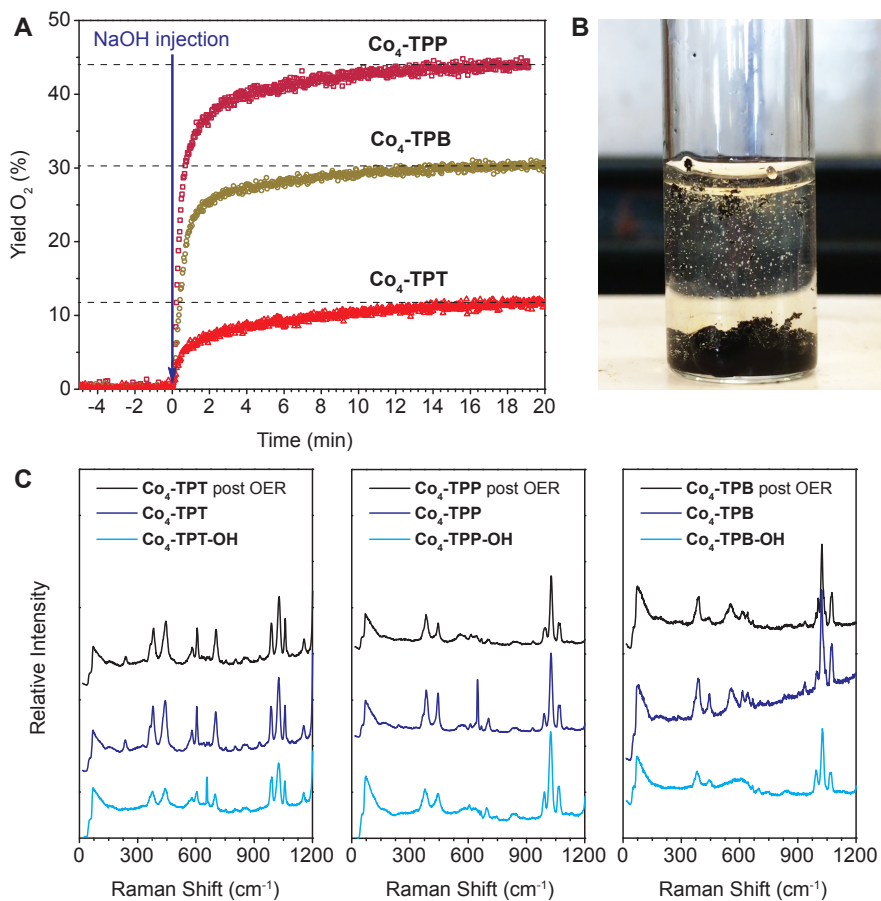 A
NaOH injection
Co₄-TPP
Co₄-TPB
Co₄-TPT
Yield O₂ (%)
50
40
30
20
10
0
-4 -2 0 2 4 6 8 10 12 14 16 18 20
Time (min)
B
C
Relative Intensity
Co₄-TPT post OER
Co₄-TPT
Co₄-TPT-OH
0 300 600 900 1200
Raman Shift (cm⁻¹)
Co₄-TPP post OER
Co₄-TPP
Co₄-TPP-OH
0 300 600 900 1200
Raman Shift (cm⁻¹)
Co₄-TPB post OER
Co₄-TPB
Co₄-TPB-OH
0 300 600 900 1200
Raman Shift (cm⁻¹)